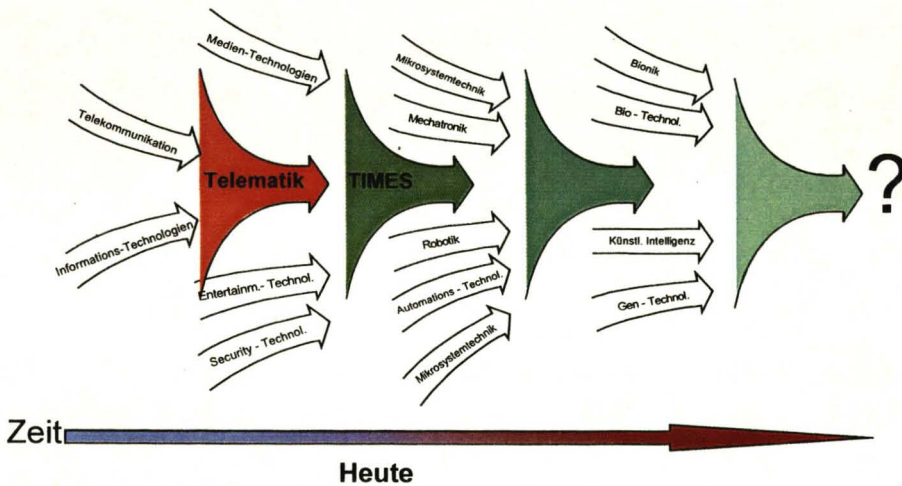 Medien-Technologien
Mikrosystemtechnik
Bionik
Telekommunikation
Mechatronik
Bio - Technol.
Telematik
TIMES
?
Informations-Technologien
Robotik
Künstl. Intelligenz
Entertainm.- Technol.
Automations - Technol.
Gen - Technol.
Security - Technol.
Mikrosystemtechnik
Zeit
Heute